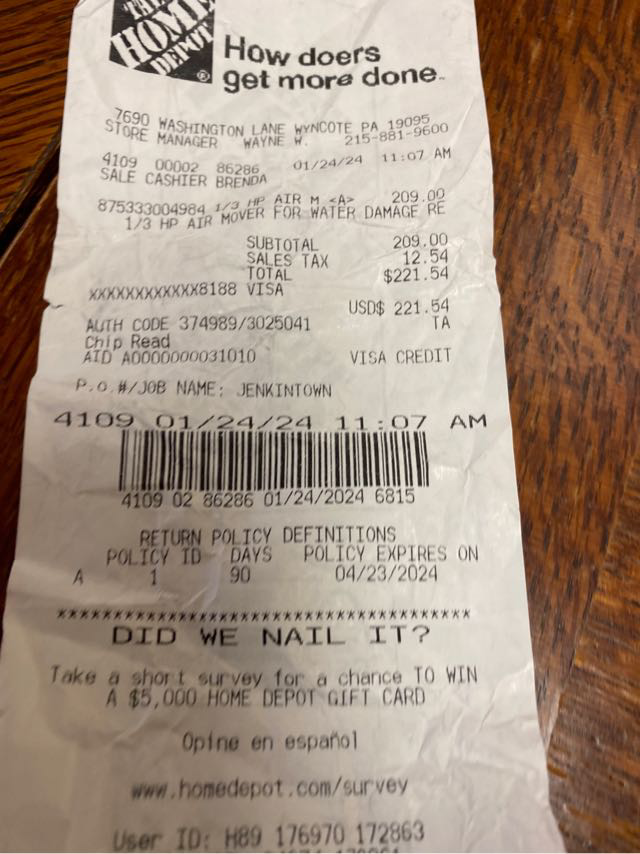 THE
HOME
DEPOT
®
How doers
get more done™
7690 WASHINGTON LANE WYNCOTE PA 19095
STORE MANAGER WAYNE W. 215-881-9600
4109 00002 86286 01/24/24 11:07 AM
SALE CASHIER BRENDA
875333004984 1/3 HP AIR M <A> 209.00
1/3 HP AIR MOVER FOR WATER DAMAGE RE
SUBTOTAL 209.00
SALES TAX 12.54
TOTAL $221.54
XXXXXXXXXXXX8188 VISA
USD$ 221.54
AUTH CODE 374989/3025041 TA
Chip Read
AID A0000000031010 VISA CREDIT
P.O.#/JOB NAME: JENKINTOWN
4109 01/24/24 11:07 AM
4109 02 86286 01/24/2024 6815
RETURN POLICY DEFINITIONS
POLICY ID DAYS POLICY EXPIRES ON
A 1 90 04/23/2024
****************************************
DID WE NAIL IT?
Take a short survey for a chance TO WIN
A $5,000 HOME DEPOT GIFT CARD
Opine en español
www.homedepot.com/survey
User ID: H89 176970 172863